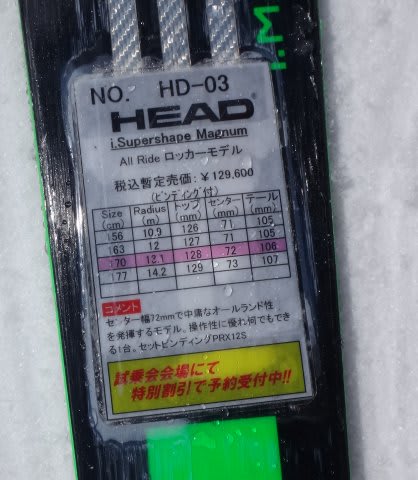 i.M
NO. HD-03
HEAD
i.Supershape Magnum
All Ride ロッカーモデル
税込暫定売価：￥129,600
(ビンディング付)
Size (cm) Radius (m) トップ (mm) センター (mm) テール (mm)
156 10.9 126 71 105
163 12 127 71 105
170 13.1 128 72 106
177 14.2 129 73 107
コメント
センター幅72mmで中庸なオールランド性
を発揮するモデル。操作性に優れ何でもでき
る1台。セットビンディングPRX12S
試乗会会場にて
特別割引で予約受付中!!